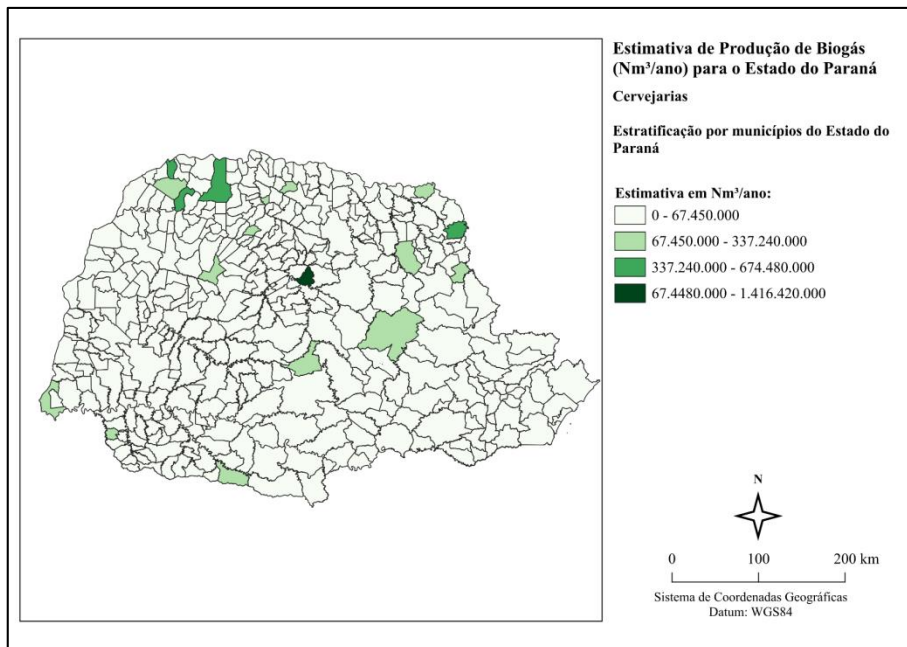 Estimativa de Produção de Biogás
(Nm³/ano) para o Estado do Paraná
Cervejarias
Estratificação por municípios do Estado do
Paraná
Estimativa em Nm³/ano:
0 - 67.450.000
67.450.000 - 337.240.000
337.240.000 - 674.480.000
67.4480.000 - 1.416.420.000
N
0 100 200 km
Sistema de Coordenadas Geográficas
Datum: WGS84